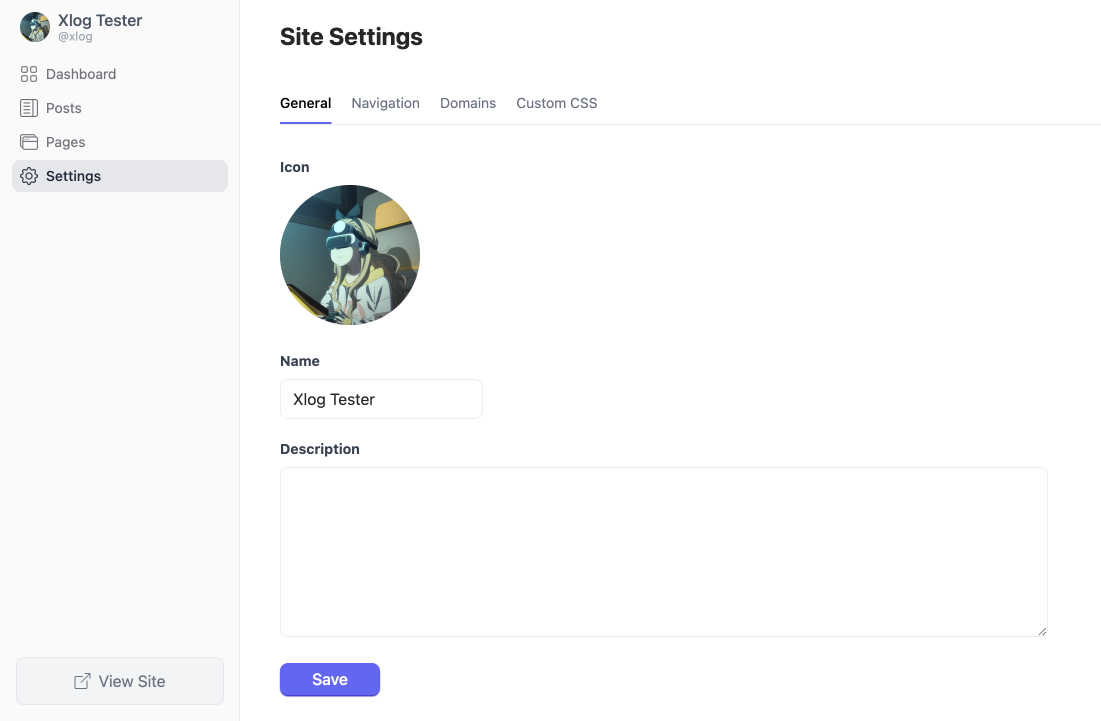 Xlog Tester
@xlog
Dashboard
Posts
Pages
Settings
View Site
Site Settings
General Navigation Domains Custom CSS
Icon
Name
Xlog Tester
Description
Save